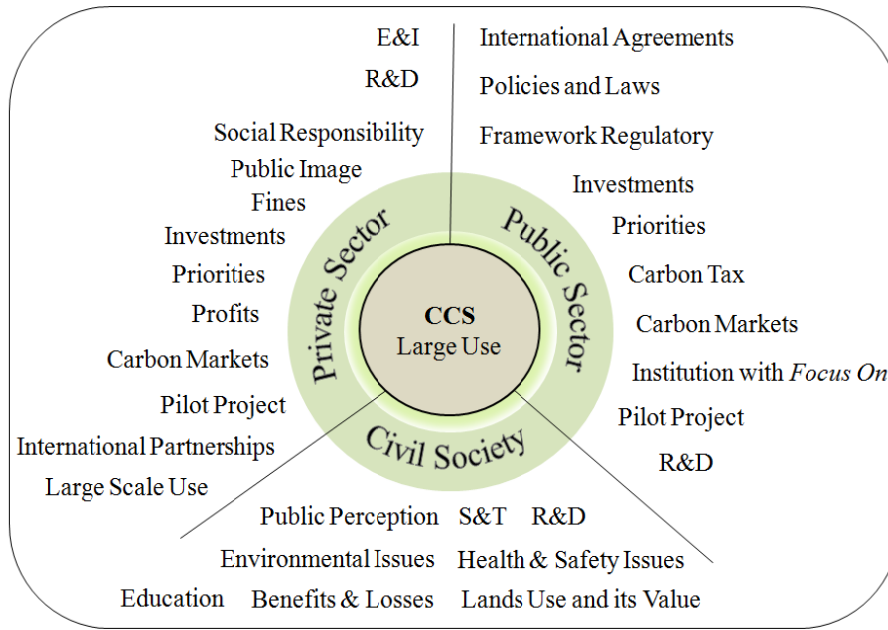 E&I
R&D
Social Responsibility
Public Image
Fines
Investments
Priorities
Profits
Carbon Markets
Pilot Project
International Partnerships
Large Scale Use
International Agreements
Policies and Laws
Framework Regulatory
Investments
Priorities
Carbon Tax
Carbon Markets
Institution with Focus On
Pilot Project
R&D
Private Sector
Public Sector
Civil Society
CCS
Large Use
Public Perception S&T R&D
Environmental Issues Health & Safety Issues
Education Benefits & Losses Lands Use and its Value